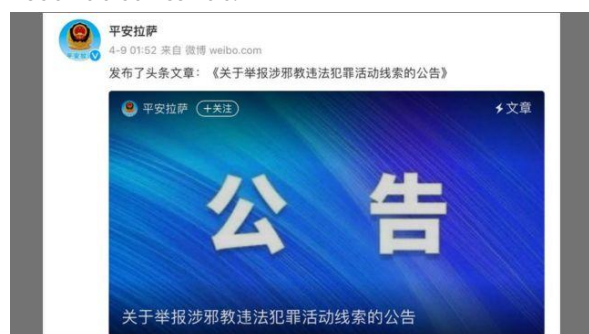 平安拉萨
4-9 01:52 来自 微博 weibo.com
发布了头条文章：《关于举报涉邪教违法犯罪活动线索的公告》
平安拉萨 +关注 文章
公告
关于举报涉邪教违法犯罪活动线索的公告